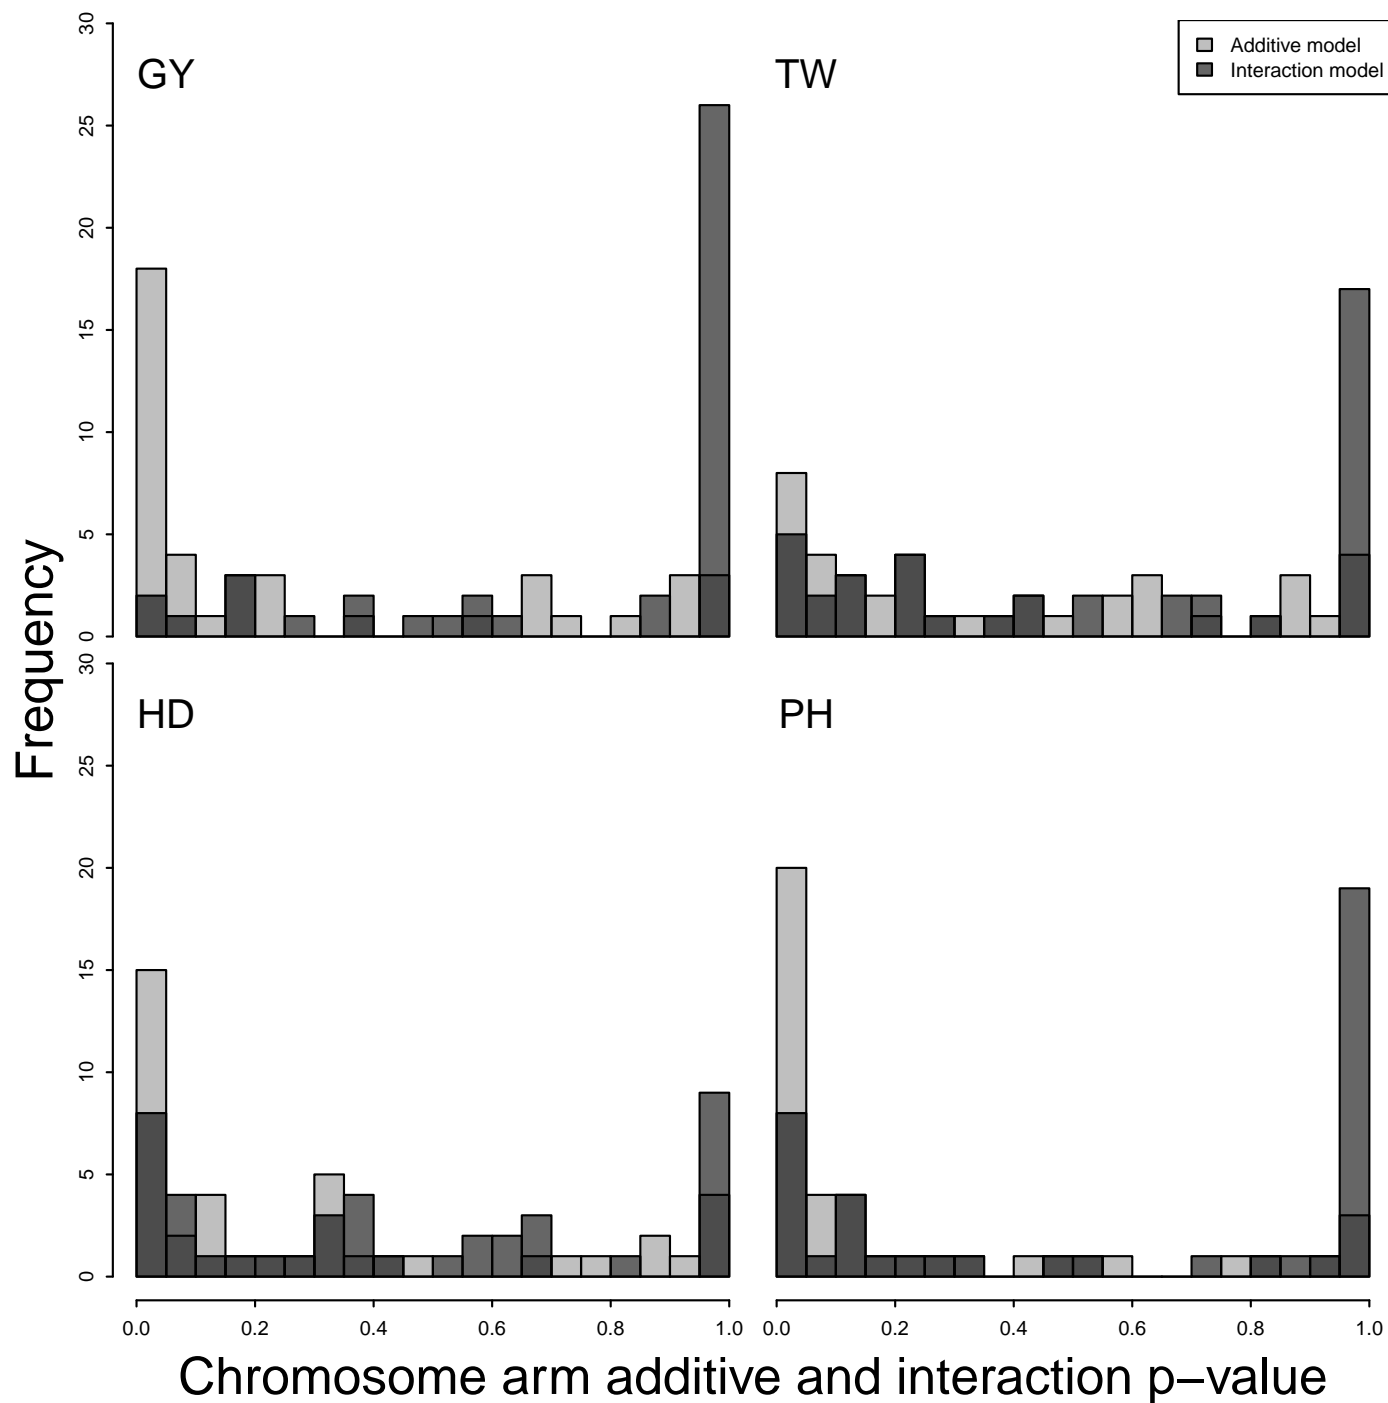 GY
TW
Additive model
Interaction model
30
25
20
15
10
5
0
HD
PH
30
25
20
15
10
5
0
Frequency
0.0 0.2 0.4 0.6 0.8 1.0
0.0 0.2 0.4 0.6 0.8 1.0
Chromosome arm additive and interaction p−value